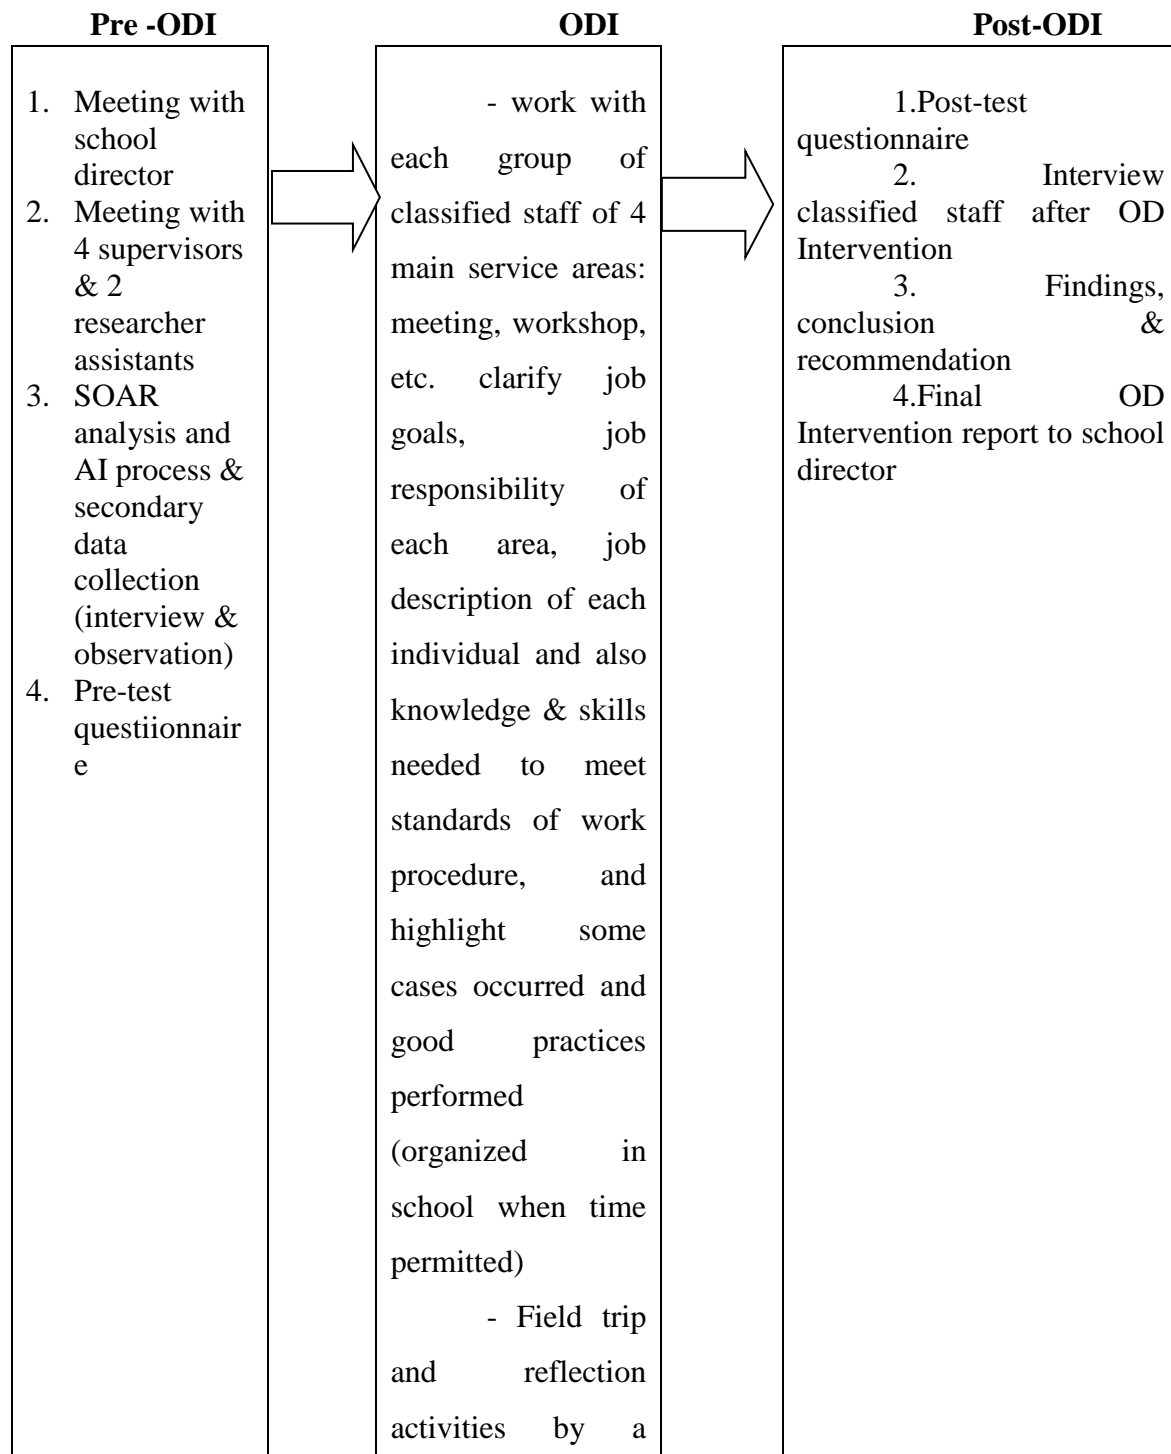 Pre -ODI
ODI
Post-ODI
1. Meeting with
school
director
2. Meeting with
4 supervisors
& 2
researcher
assistants
3. SOAR
analysis and
AI process &
secondary
data
collection
(interview &
observation)
4. Pre-test
questiionnair
e
- work with
each group of
classified staff of 4
main service areas:
meeting, workshop,
etc. clarify job
goals, job
responsibility of
each area, job
description of each
individual and also
knowledge & skills
needed to meet
standards of work
procedure, and
highlight some
cases occurred and
good practices
performed
(organized in
school when time
permitted)
- Field trip
and reflection
activities by a
1.Post-test
questionnaire
2. Interview
classified staff after OD
Intervention
3. Findings,
conclusion &
recommendation
4.Final OD
Intervention report to school
director